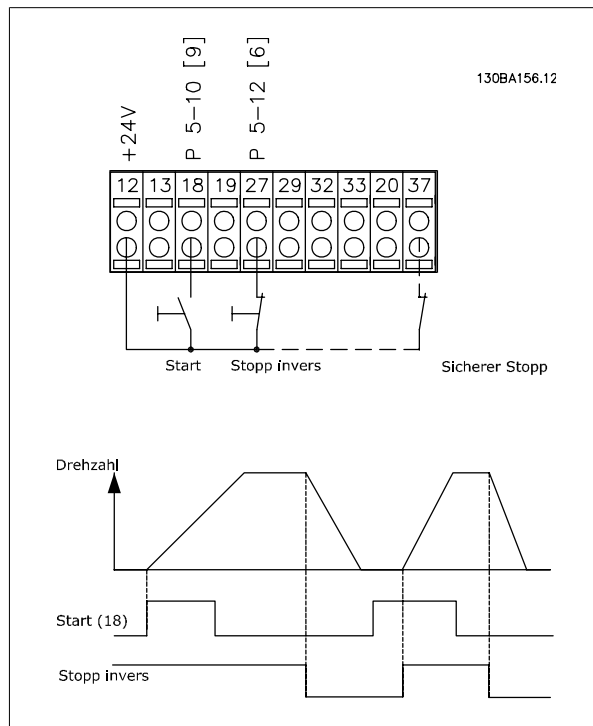 P 5-10 [9]
P 5-12 [6]
+24V
130BA156.12
12 13 18 19 27 29 32 33 20 37
Start Stopp invers Sicherer Stopp
Drehzahl
Start (18)
Stopp invers